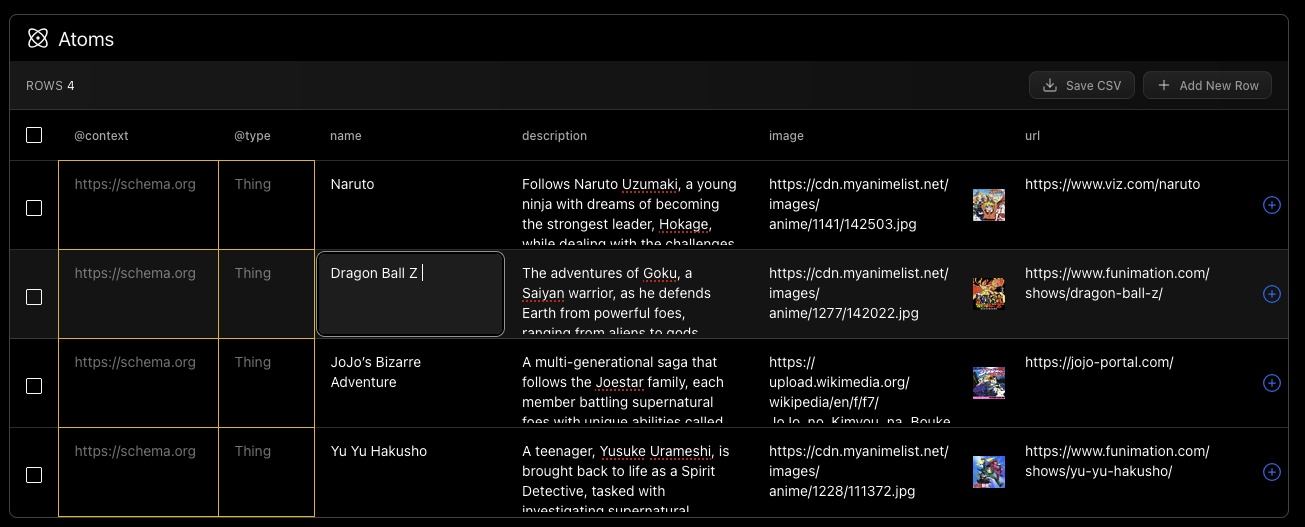 Atoms
ROWS 4
Save CSV
Add New Row
@context
@type
name
description
image
url
https://schema.org
Thing
Naruto
Follows Naruto Uzumaki, a young
ninja with dreams of becoming
the strongest leader, Hokage,
while dealing with the challenges
https://cdn.myanimelist.net/
images/
anime/1141/142503.jpg
https://www.viz.com/naruto
https://schema.org
Thing
Dragon Ball Z
The adventures of Goku, a
Saiyan warrior, as he defends
Earth from powerful foes,
ranging from aliens to gods
https://cdn.myanimelist.net/
images/
anime/1277/142022.jpg
https://www.funimation.com/
shows/dragon-ball-z/
https://schema.org
Thing
JoJo’s Bizarre
Adventure
A multi-generational saga that
follows the Joestar family, each
member battling supernatural
foes with unique abilities called
https://
upload.wikimedia.org/
wikipedia/en/f/f7/
JoJo_no_Kimyou_na_Bouke
https://jojo-portal.com/
https://schema.org
Thing
Yu Yu Hakusho
A teenager, Yusuke Urameshi, is
brought back to life as a Spirit
Detective, tasked with
investigating supernatural
https://cdn.myanimelist.net/
images/
anime/1228/111372.jpg
https://www.funimation.com/
shows/yu-yu-hakusho/